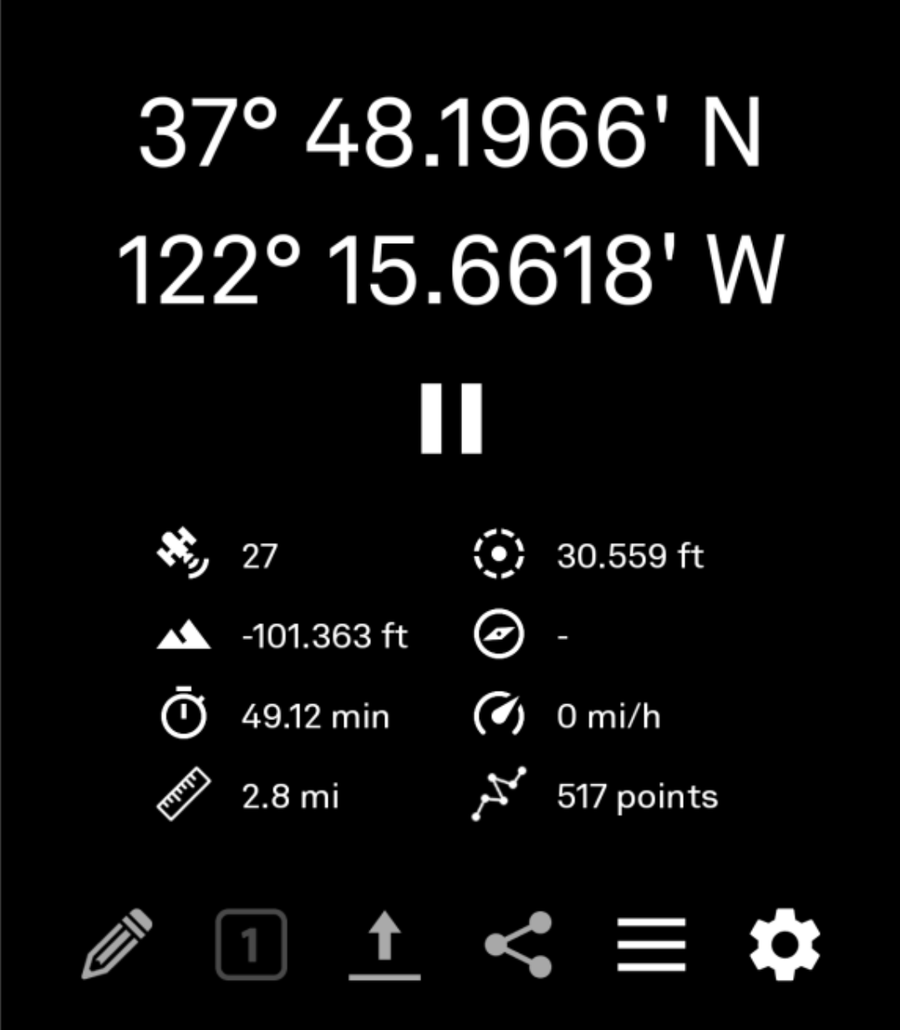 37° 48.1966' N
122° 15.6618' W
27 30.559 ft
-101.363 ft -
49.12 min 0 mi/h
2.8 mi 517 points
1